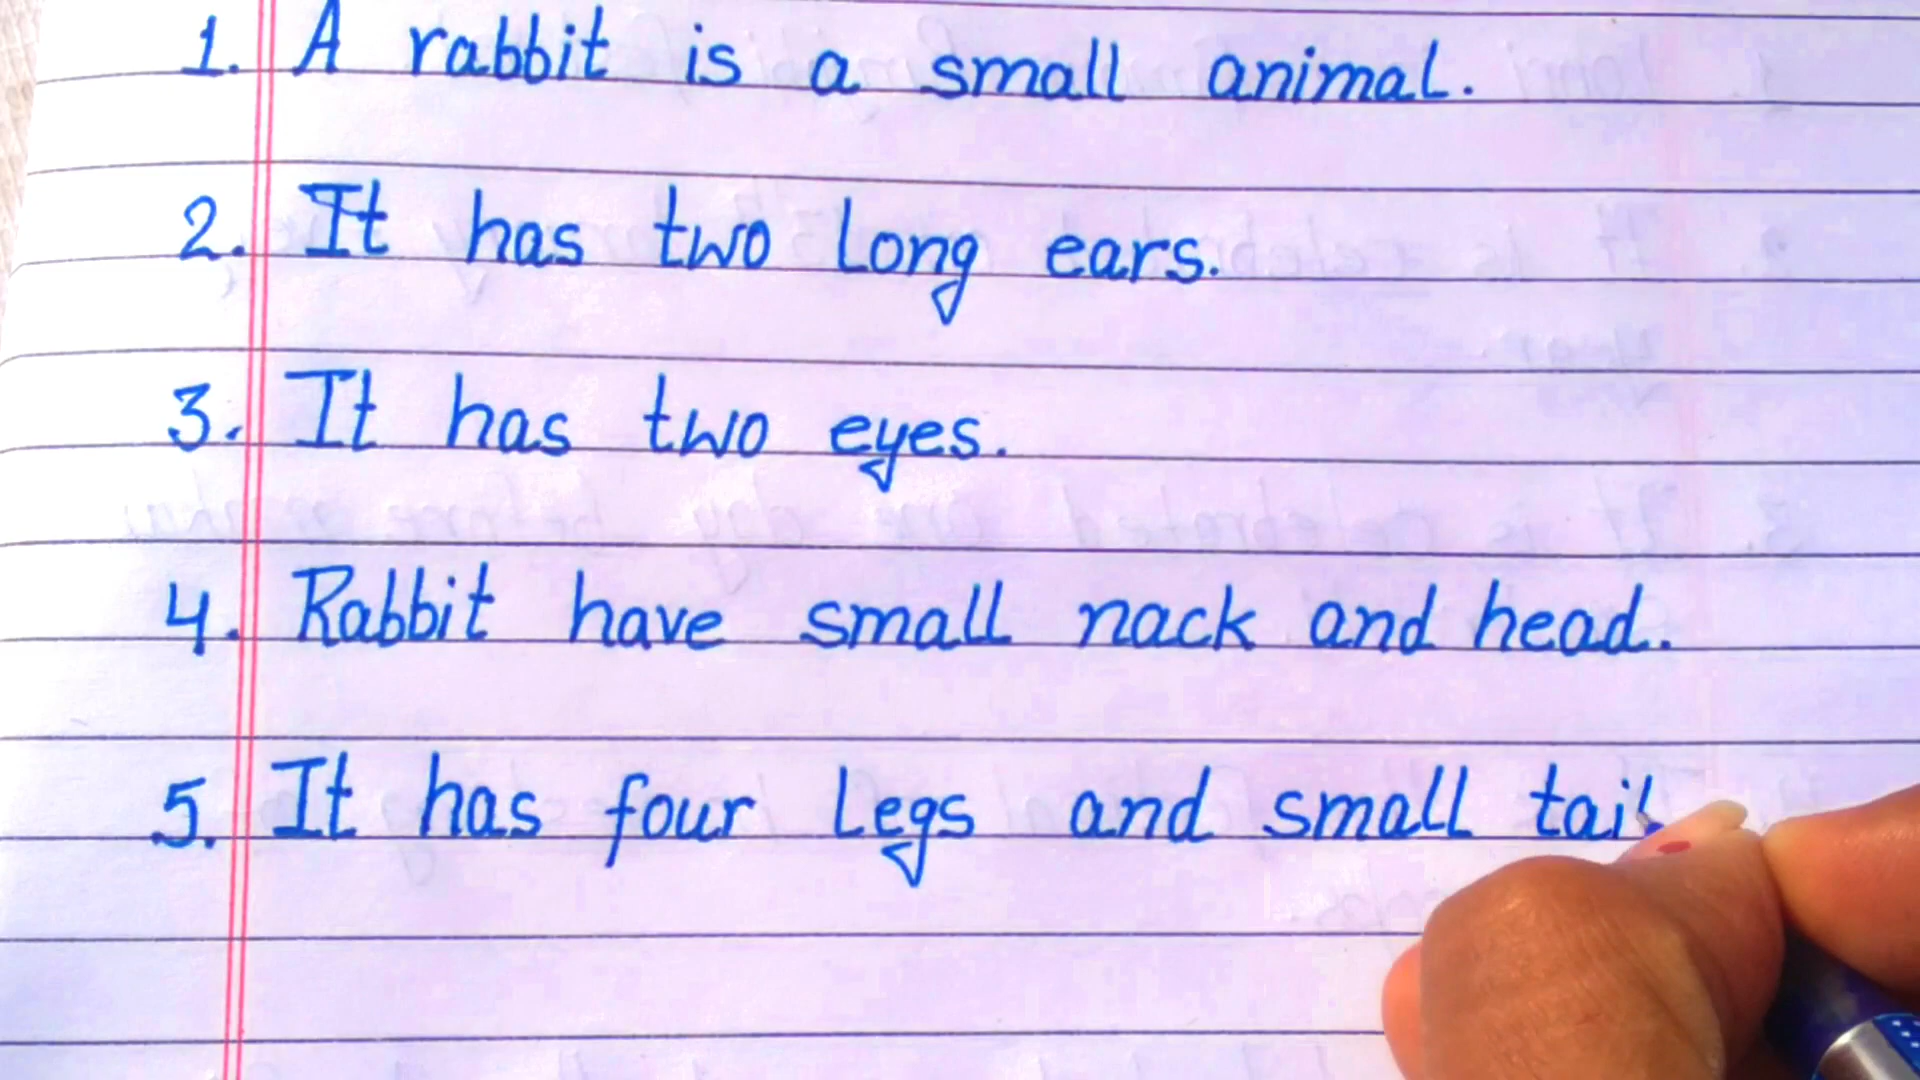 1. A rabbit is a small animal.
2. It has two long ears.
3. It has two eyes.
4. Rabbit have small nack and head.
5. It has four legs and small tail